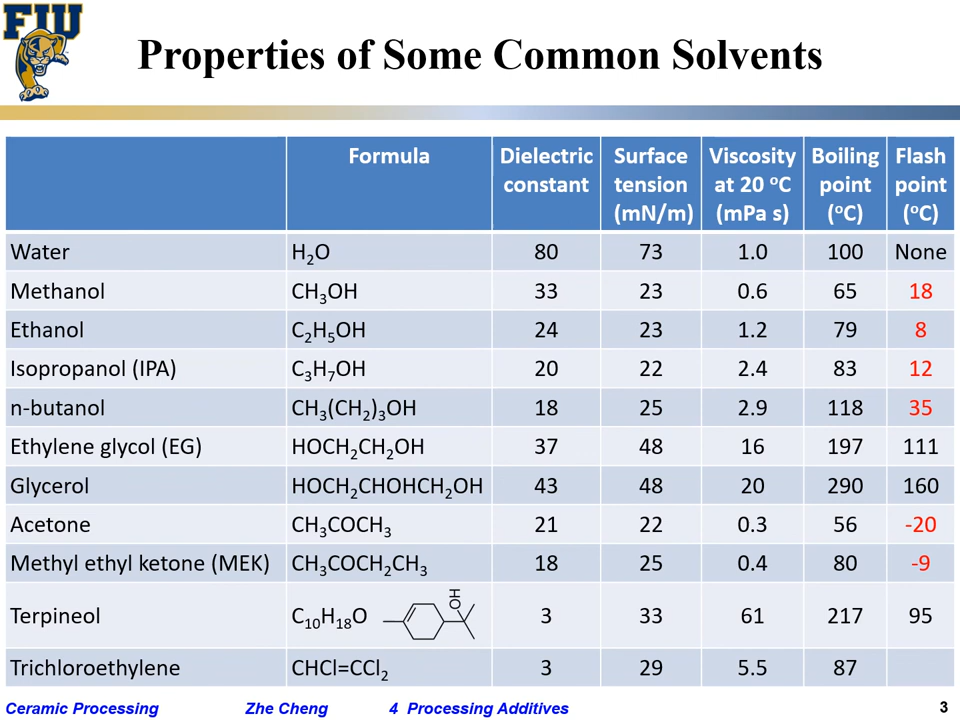 FIU
Properties of Some Common Solvents
Formula Dielectric constant Surface tension (mN/m) Viscosity at 20 °C (mPa s) Boiling point (°C) Flash point (°C)
Water H₂O 80 73 1.0 100 None
Methanol CH₃OH 33 23 0.6 65 18
Ethanol C₂H₅OH 24 23 1.2 79 8
Isopropanol (IPA) C₃H₇OH 20 22 2.4 83 12
n-butanol CH₃(CH₂)₃OH 18 25 2.9 118 35
Ethylene glycol (EG) HOCH₂CH₂OH 37 48 16 197 111
Glycerol HOCH₂CHOHCH₂OH 43 48 20 290 160
Acetone CH₃COCH₃ 21 22 0.3 56 -20
Methyl ethyl ketone (MEK) CH₃COCH₂CH₃ 18 25 0.4 80 -9
Terpineol C₁₀H₁₈O OH 3 33 61 217 95
Trichloroethylene CHCl=CCl₂ 3 29 5.5 87
Ceramic Processing Zhe Cheng 4 Processing Additives 3